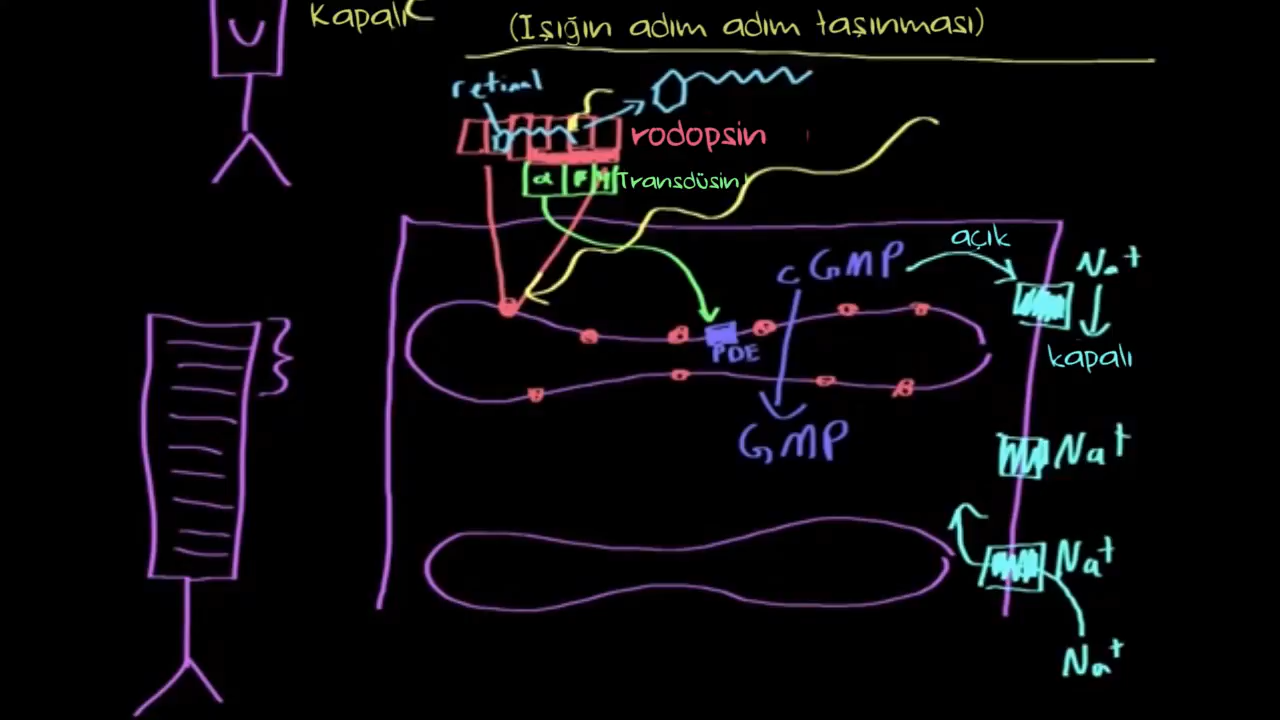 Kapalı
(Işığın adım adım taşınması)
retinal
rodopsin
α β γ Transdüsin
açık
cGMP
Na+
PDE
kapalı
GMP
Na+
Na+
Na+